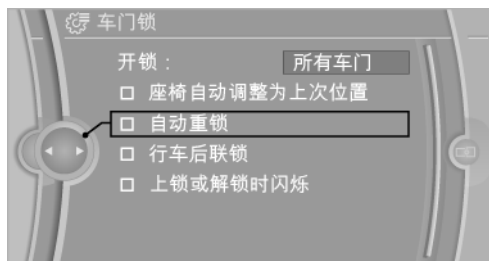 车门锁
开锁： 所有车门
座椅自动调整为上次位置
自动重锁
行车后联锁
上锁或解锁时闪烁